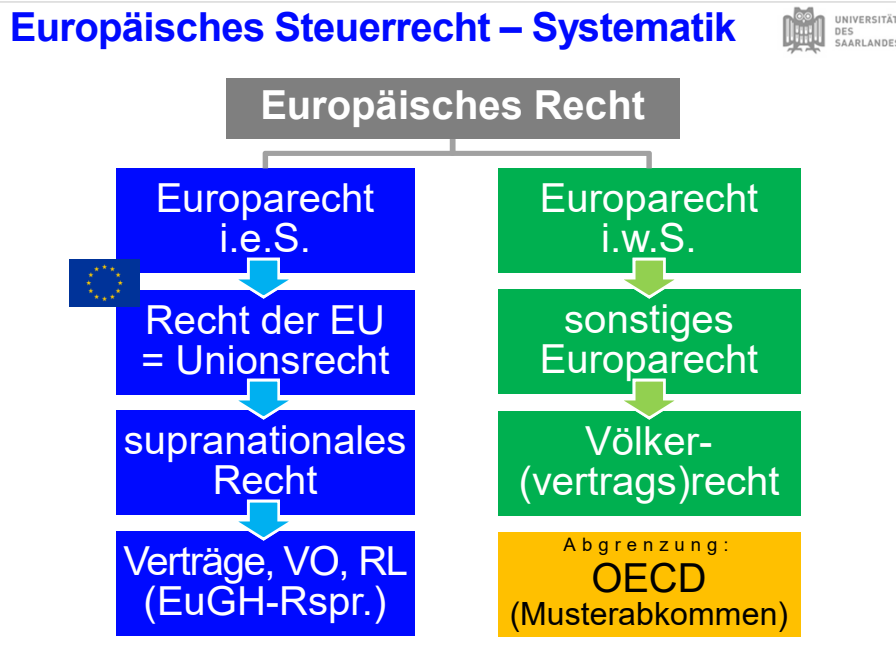 Europäisches Steuerrecht – Systematik
UNIVERSITÄT
DES
SAARLANDES
Europäisches Recht
Europarecht
i.e.S.
Recht der EU
= Unionsrecht
supranationales
Recht
Verträge, VO, RL
(EuGH-Rspr.)
Europarecht
i.w.S.
sonstiges
Europarecht
Völker-
(vertrags)recht
Abgrenzung:
OECD
(Musterabkommen)